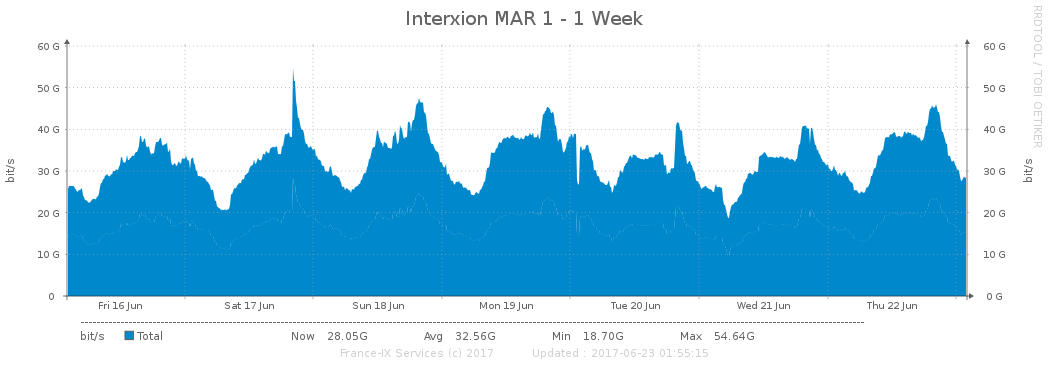 Interxion MAR 1 - 1 Week
RRDTOOL / TOBI OETIKER
60 G 60 G
50 G 50 G
40 G 40 G
30 G 30 G
20 G 20 G
10 G 10 G
0 0 G
bit/s
bit/s
Fri 16 Jun Sat 17 Jun Sun 18 Jun Mon 19 Jun Tue 20 Jun Wed 21 Jun Thu 22 Jun
bit/s Total Now 28.05G Avg 32.56G Min 18.70G Max 54.64G
France-IX Services (c) 2017 Updated : 2017-06-23 01:55:15